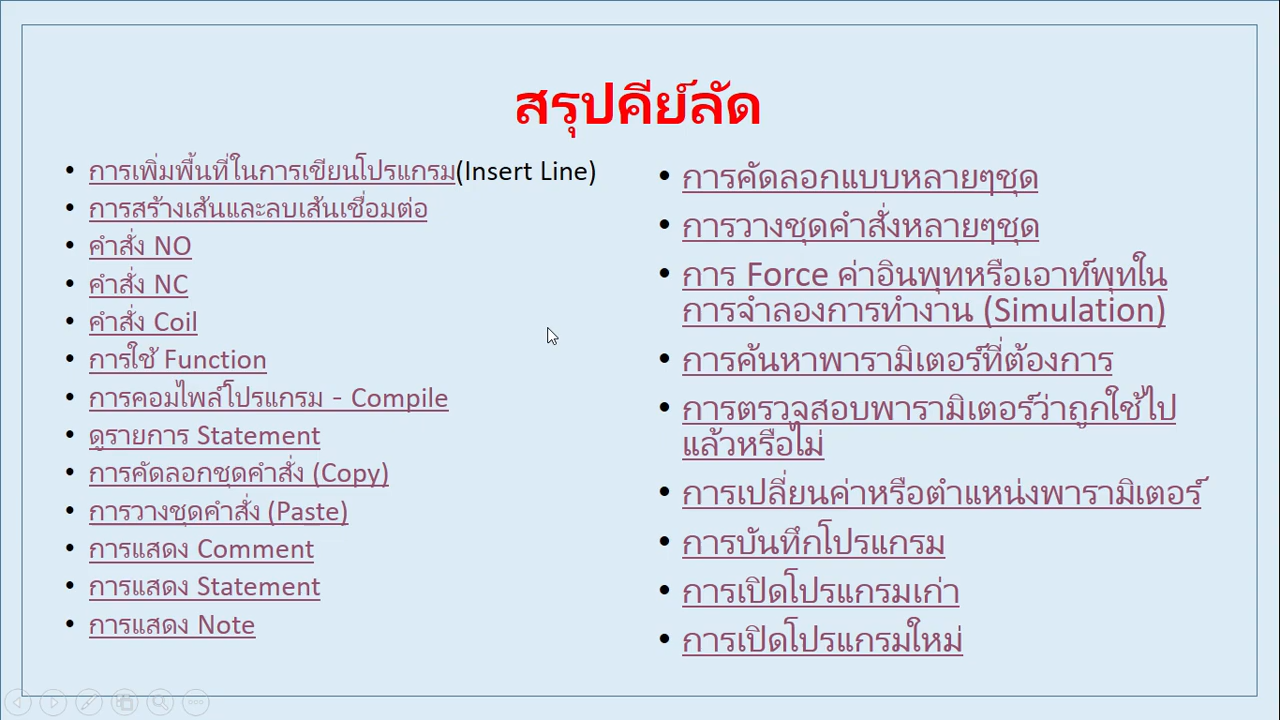 สรุปคีย์ลัด
• การเพิ่มพื้นที่ในการเขียนโปรแกรม(Insert Line)
• การสร้างเส้นและลบเส้นเชื่อมต่อ
• คำสั่ง NO
• คำสั่ง NC
• คำสั่ง Coil
• การใช้ Function
• การคอมไพล์โปรแกรม - Compile
• ดูรายการ Statement
• การคัดลอกชุดคำสั่ง (Copy)
• การวางชุดคำสั่ง (Paste)
• การแสดง Comment
• การแสดง Statement
• การแสดง Note
• การคัดลอกแบบหลายๆชุด
• การวางชุดคำสั่งหลายๆชุด
• การ Force ค่าอินพุทหรือเอาท์พุทใน
การจำลองการทำงาน (Simulation)
• การค้นหาพารามิเตอร์ที่ต้องการ
• การตรวจสอบพารามิเตอร์ว่าถูกใช้ไป
แล้วหรือไม่
• การเปลี่ยนค่าหรือตำแหน่งพารามิเตอร์
• การบันทึกโปรแกรม
• การเปิดโปรแกรมเก่า
• การเปิดโปรแกรมใหม่